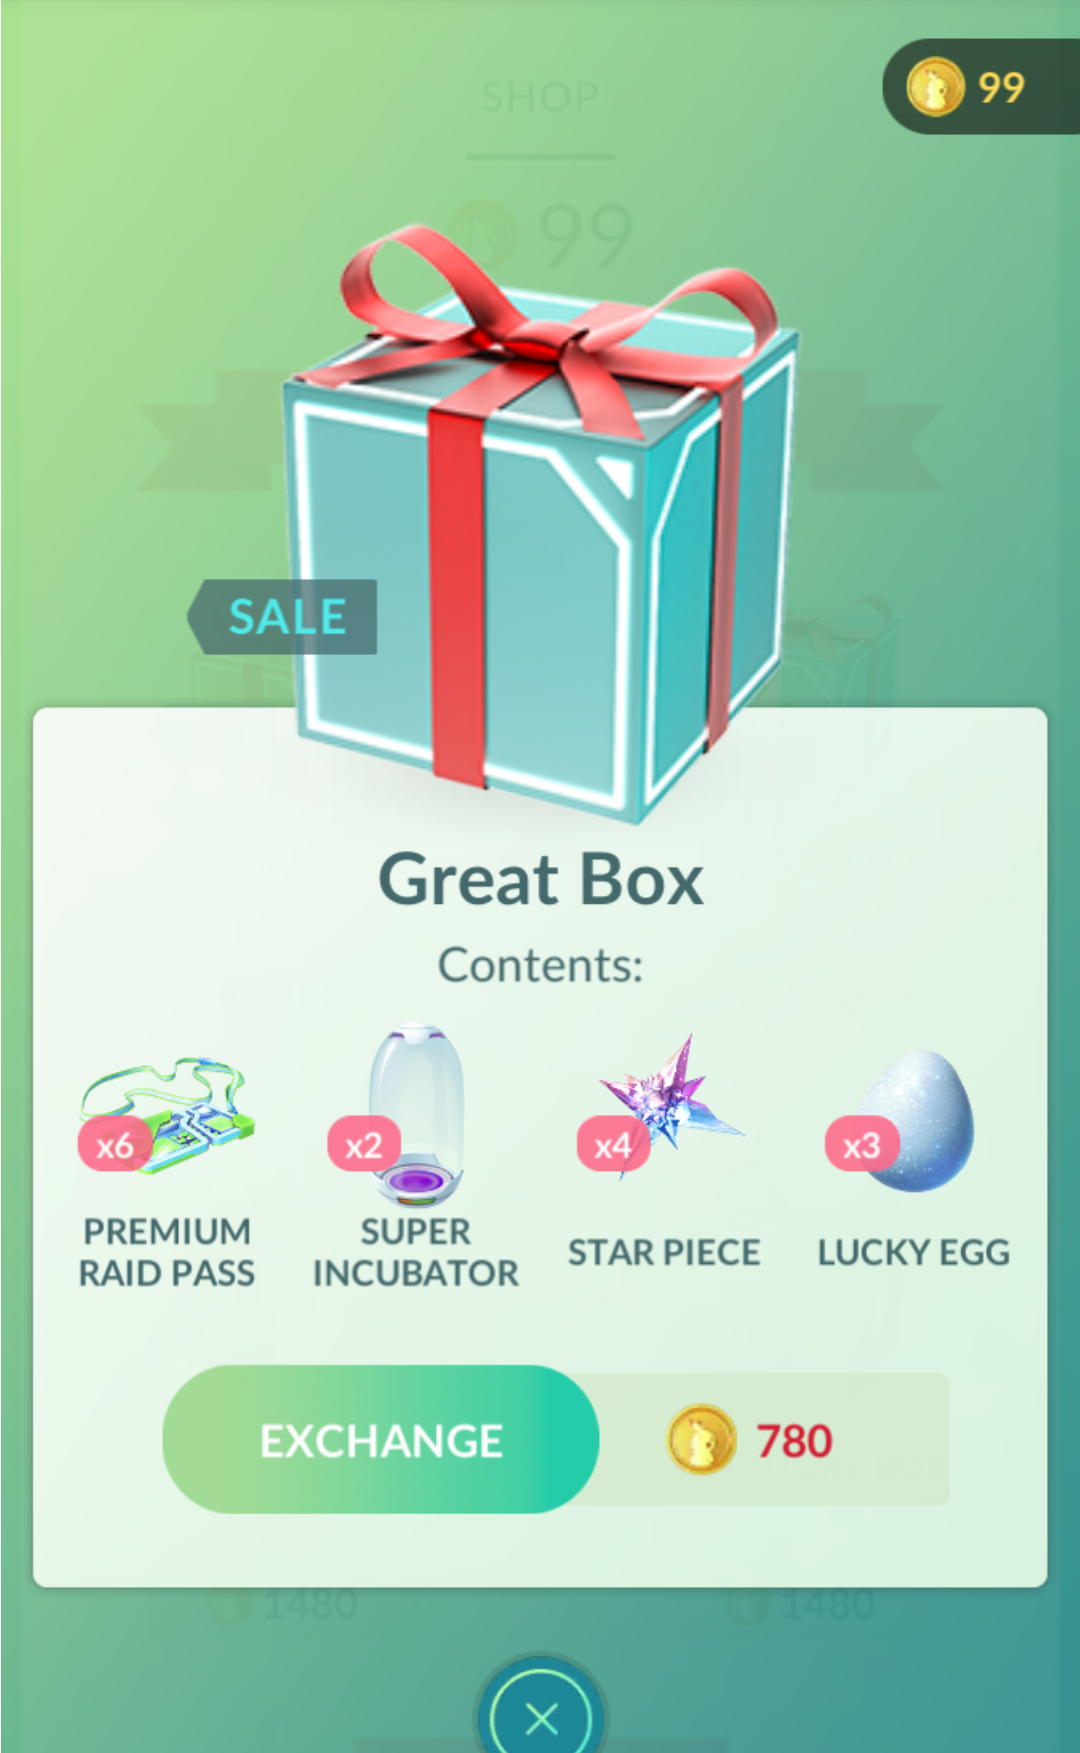 99
SHOP
99
SALE
Great Box
Contents:
x6
x2
x4
x3
PREMIUM
RAID PASS
SUPER
INCUBATOR
STAR PIECE
LUCKY EGG
EXCHANGE
780
1480
1480